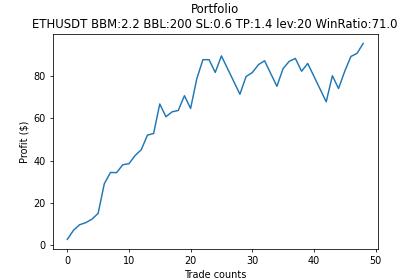 Portfolio
ETHUSDT BBM:2.2 BBL:200 SL:0.6 TP:1.4 lev:20 WinRatio:71.0
80
60
40
20
0
Profit ($)
0 10 20 30 40 50
Trade counts